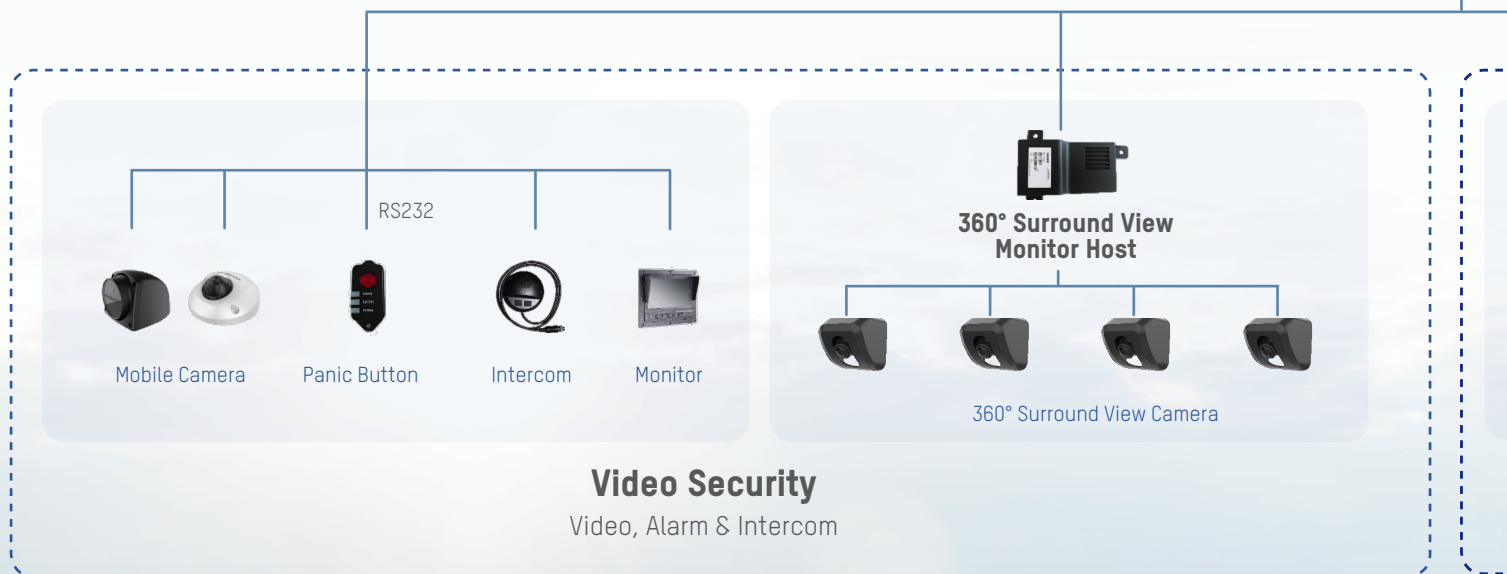 RS232
Mobile Camera
Panic Button
Intercom
Monitor
360° Surround View
Monitor Host
360° Surround View Camera
Video Security
Video, Alarm & Intercom